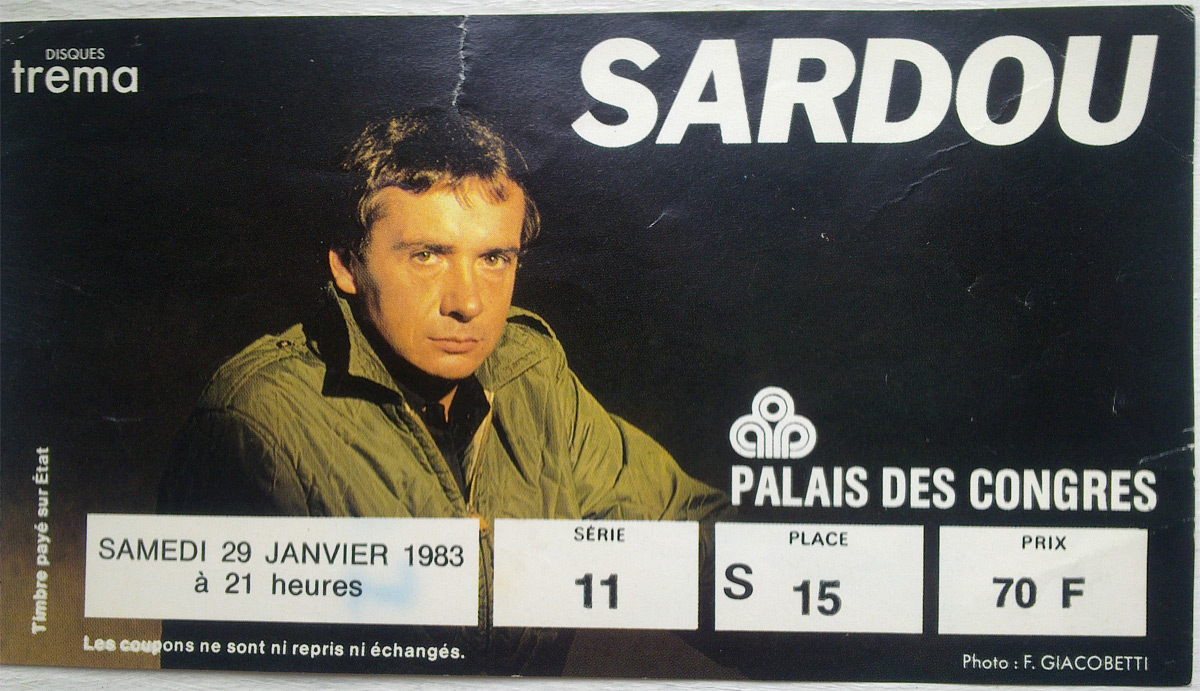 DISQUES
trema
SARDOU
PALAIS DES CONGRES
Timbre payé sur État
SAMEDI 29 JANVIER 1983
à 21 heures
SÉRIE
11
PLACE
S 15
PRIX
70 F
Les coupons ne sont ni repris ni échangés.
Photo : F. GIACOBETTI